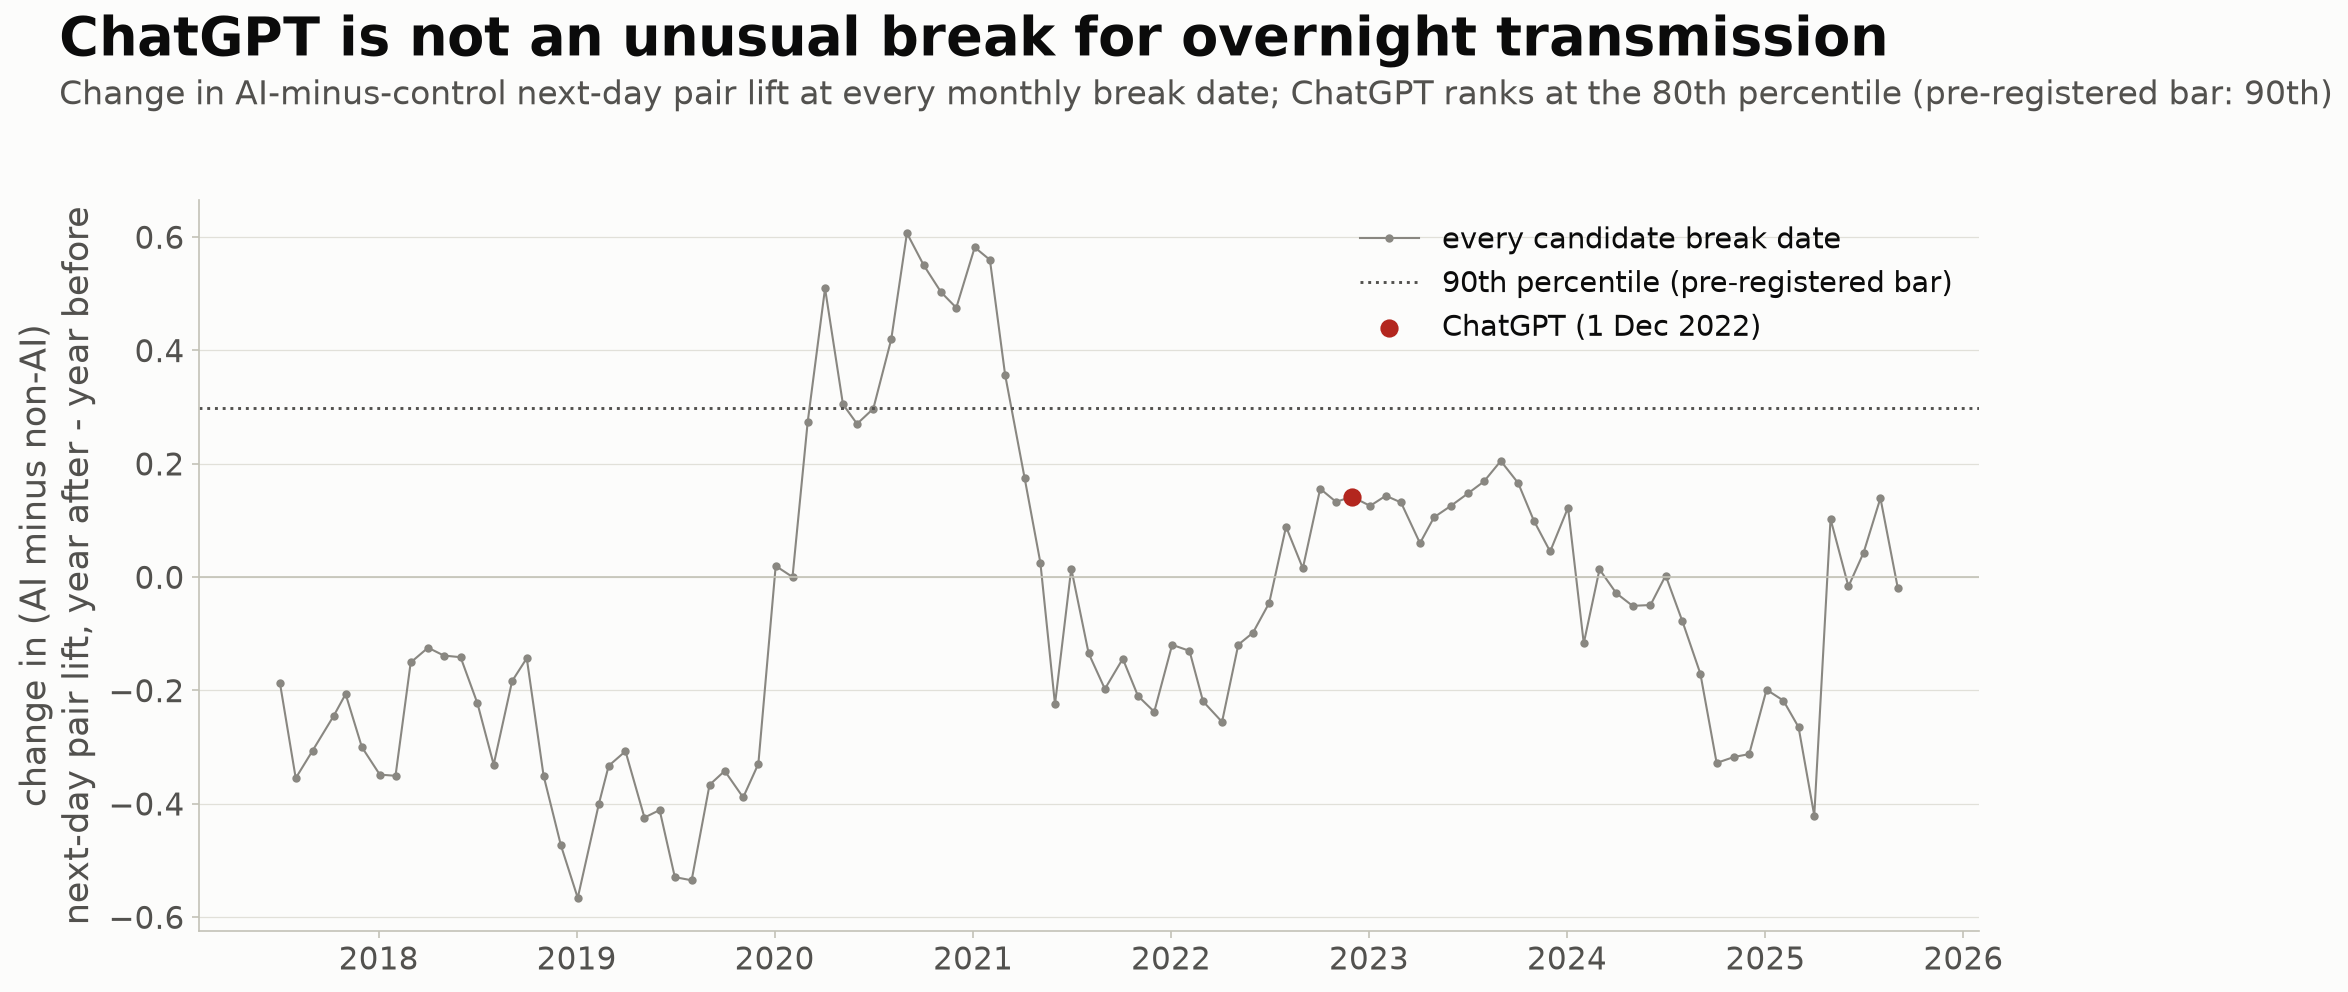 ChatGPT is not an unusual break for overnight transmission
Change in AI-minus-control next-day pair lift at every monthly break date; ChatGPT ranks at the 80th percentile (pre-registered bar: 90th)
change in (AI minus non-AI)
next-day pair lift, year after - year before
0.6
0.4
0.2
0.0
−0.2
−0.4
−0.6
every candidate break date
90th percentile (pre-registered bar)
ChatGPT (1 Dec 2022)
2018 2019 2020 2021 2022 2023 2024 2025 2026